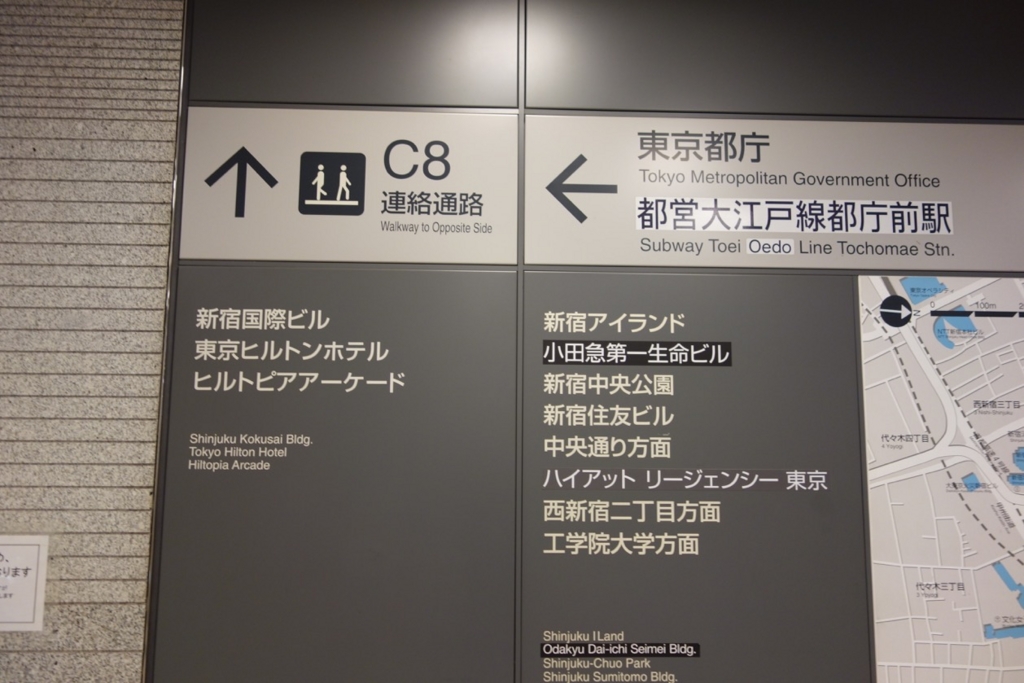 C8
連絡通路
Walkway to Opposite Side
東京都庁
Tokyo Metropolitan Government Office
都営大江戸線都庁前駅
Subway Toei Oedo Line Tochomae Stn.
新宿国際ビル
東京ヒルトンホテル
ヒルトピアアーケード
Shinjuku Kokusai Bldg.
Tokyo Hilton Hotel
Hiltopia Arcade
新宿アイランド
小田急第一生命ビル
新宿中央公園
新宿住友ビル
中央通り方面
ハイアット リージェンシー 東京
西新宿二丁目方面
工学院大学方面
Shinjuku ILand
Odakyu Dai-ichi Seimei Bldg.
Shinjuku-Chuo Park
Shinjuku Sumitomo Bldg.
N
0 100m
西新宿三丁目
代々木四丁目
代々木三丁目